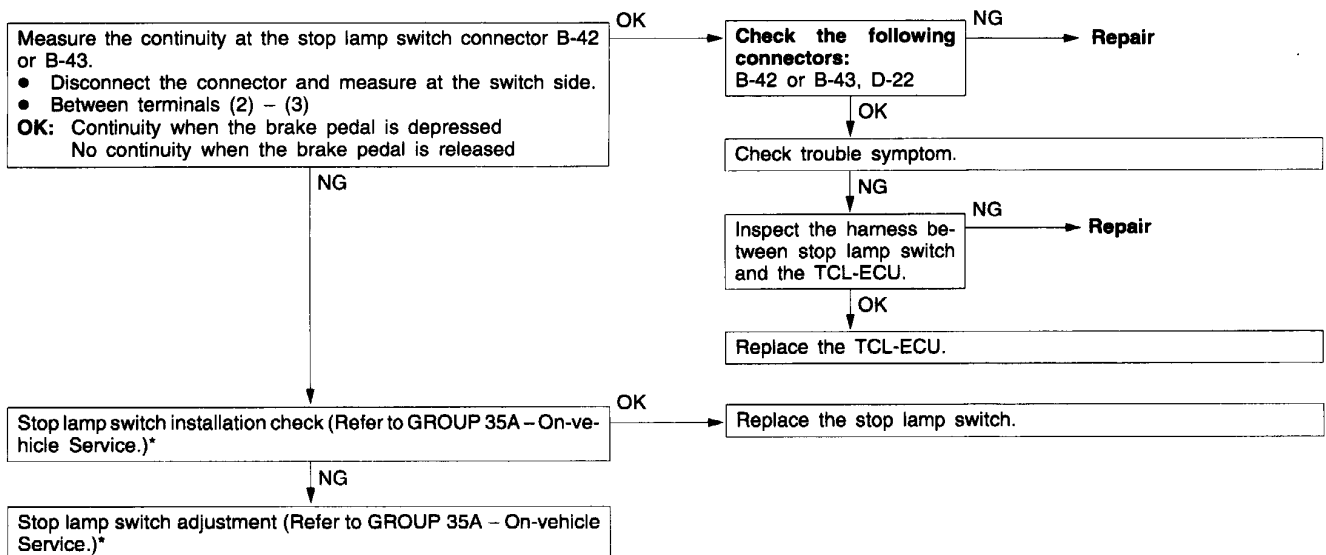 Measure the continuity at the stop lamp switch connector B-42
or B-43.
● Disconnect the connector and measure at the switch side.
● Between terminals (2) – (3)
OK: Continuity when the brake pedal is depressed
No continuity when the brake pedal is released
OK
Check the following
connectors:
B-42 or B-43, D-22
NG
Repair
OK
Check trouble symptom.
NG
Inspect the harness be-
tween stop lamp switch
and the TCL-ECU.
NG
Repair
OK
Replace the TCL-ECU.
NG
Stop lamp switch installation check (Refer to GROUP 35A – On-ve-
hicle Service.)*
OK
Replace the stop lamp switch.
NG
Stop lamp switch adjustment (Refer to GROUP 35A – On-vehicle
Service.)*